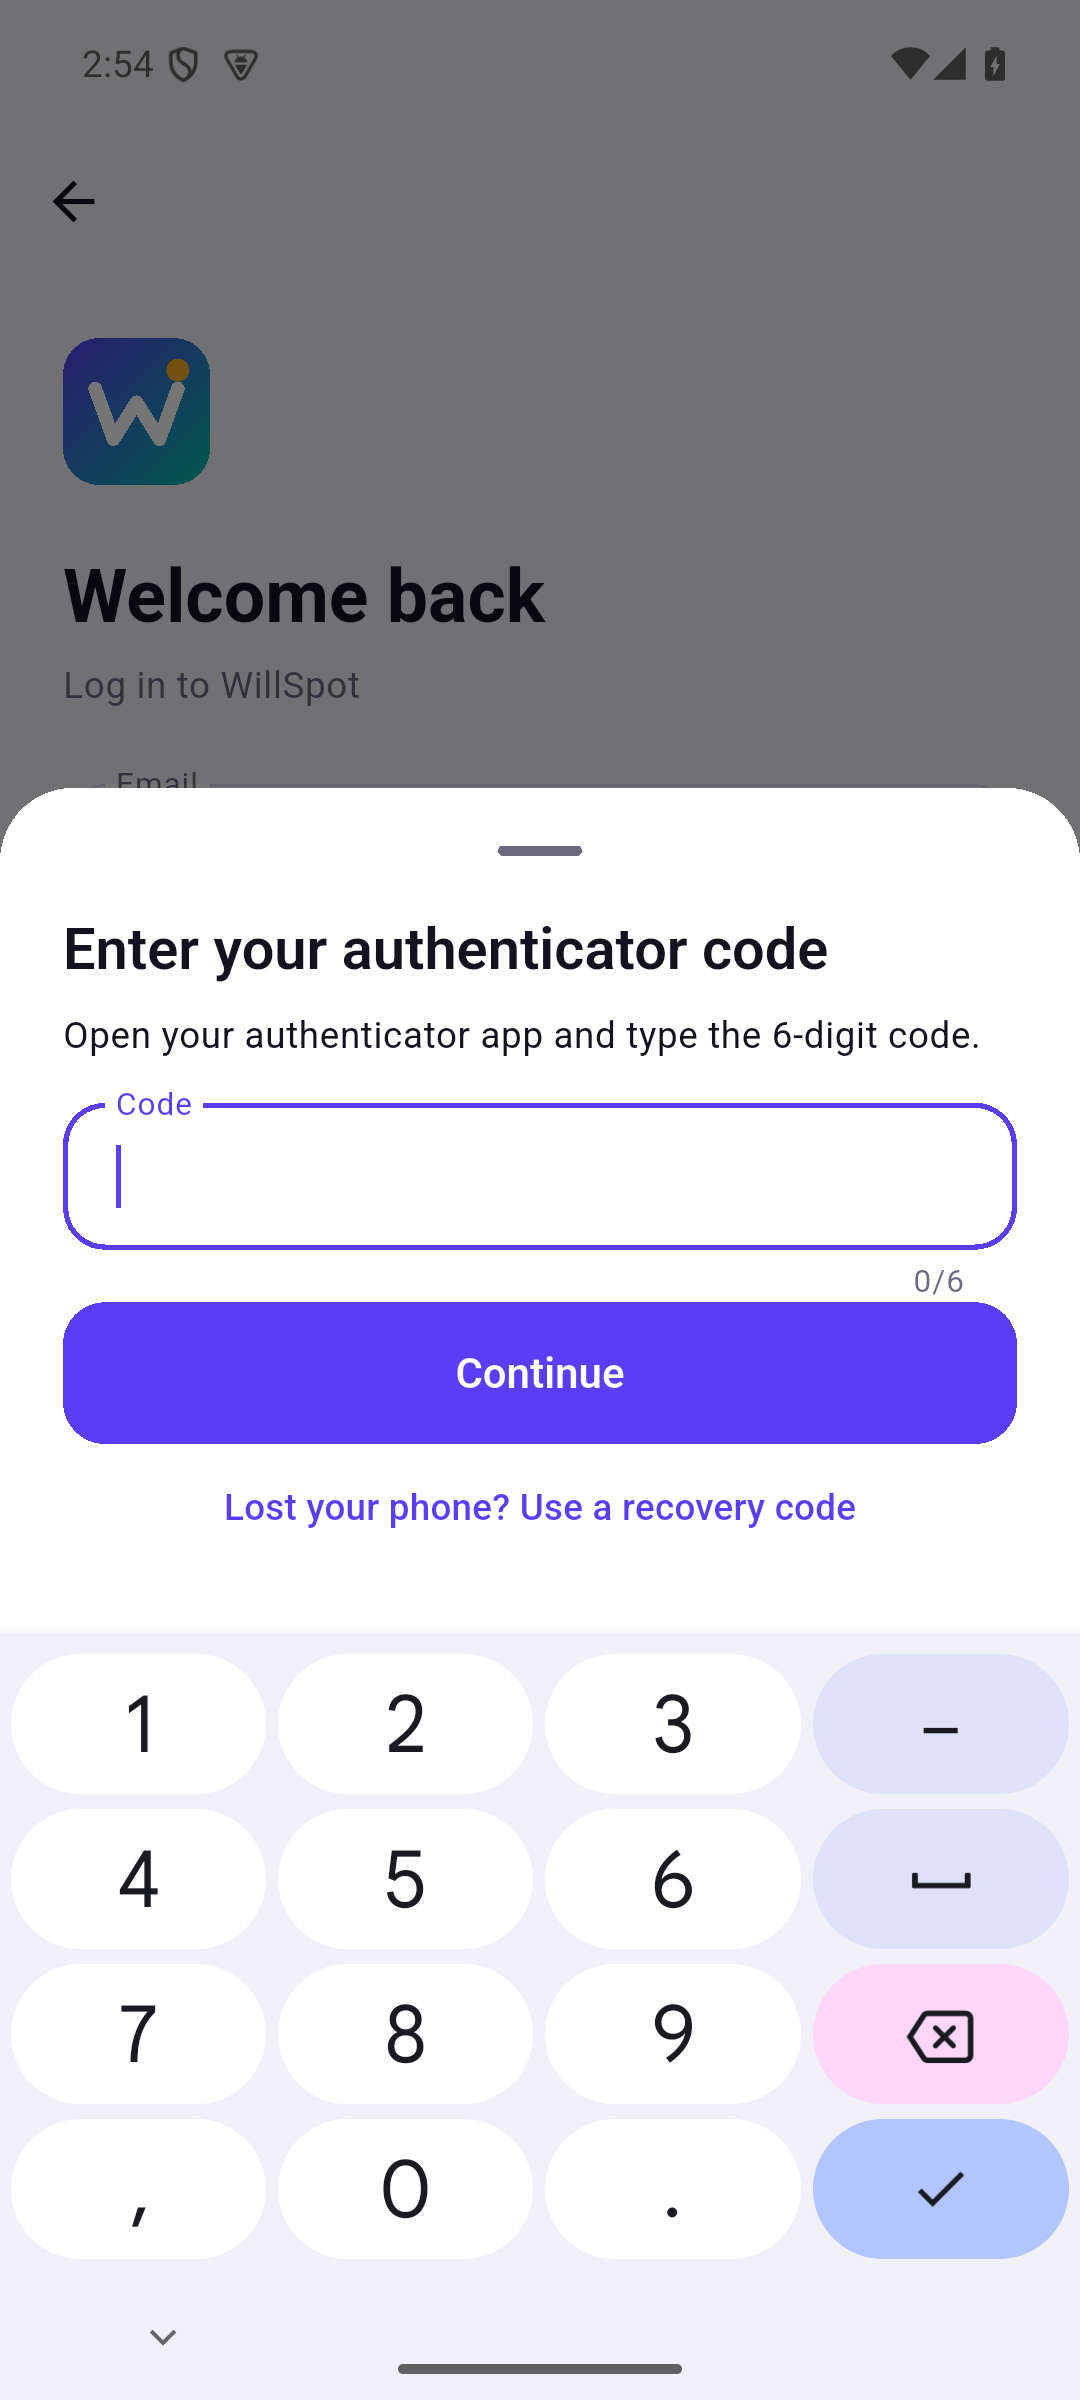 2:54
W
Welcome back
Log in to WillSpot
Email
Enter your authenticator code
Open your authenticator app and type the 6-digit code.
Code
0/6
Continue
Lost your phone? Use a recovery code
1 2 3 –
4 5 6
7 8 9
, 0 .